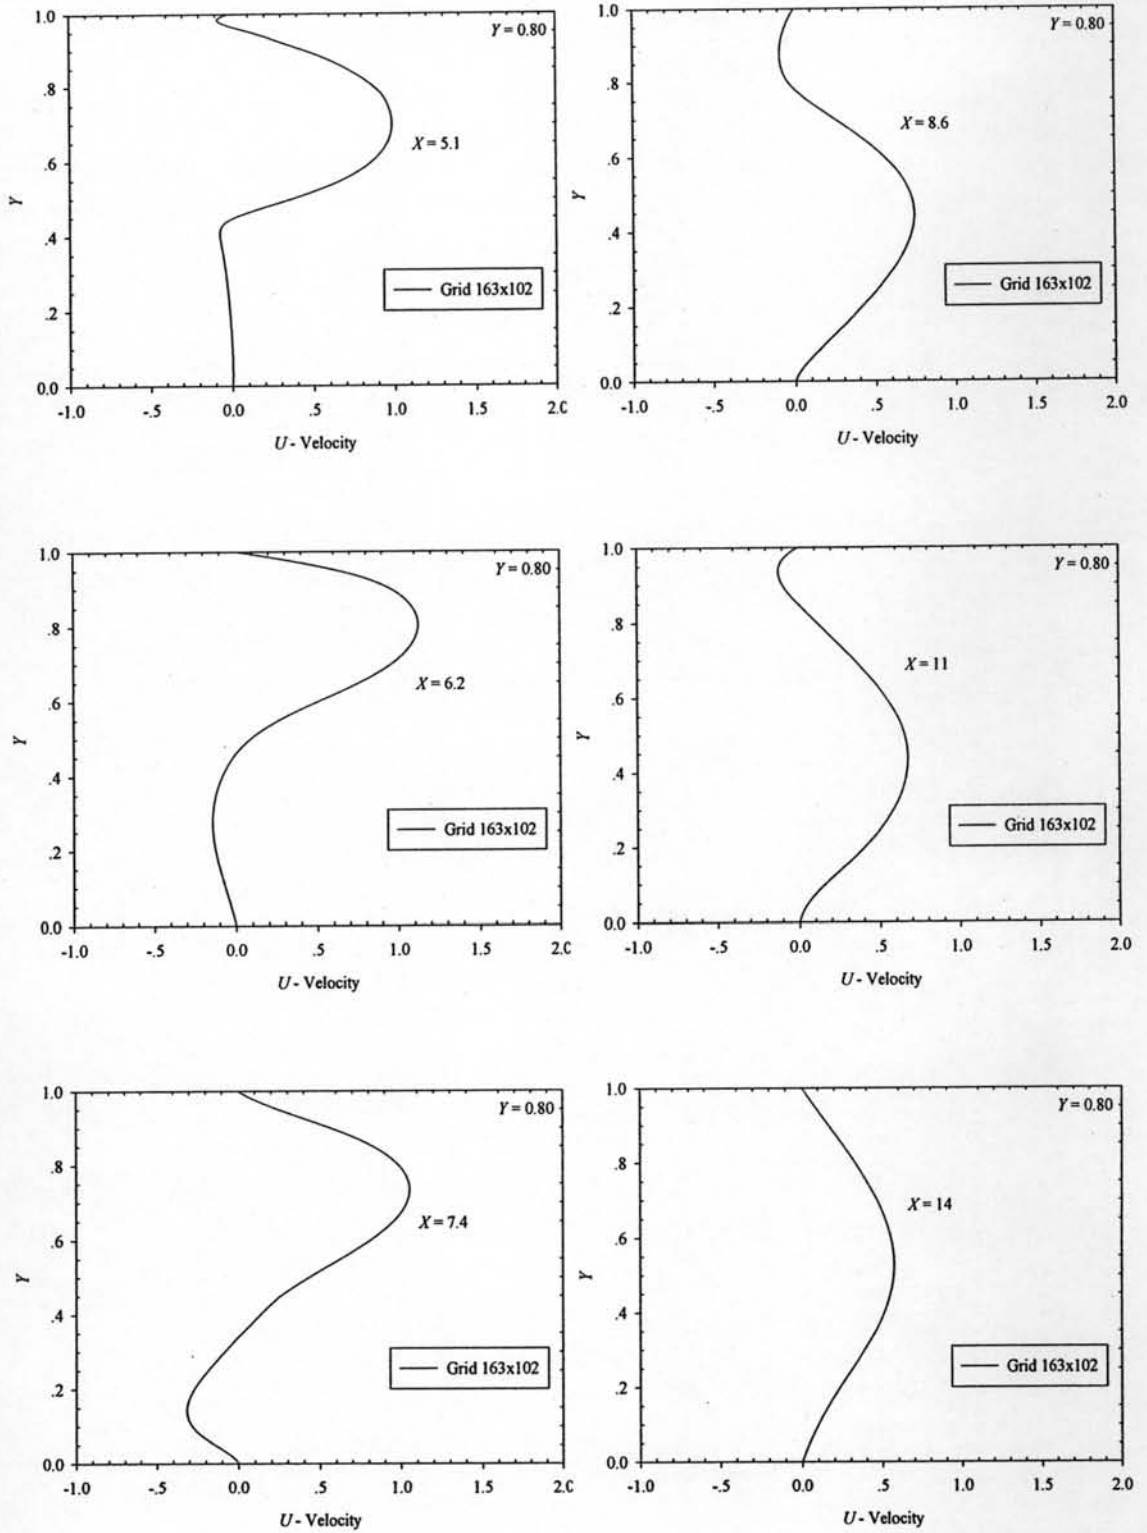 1.0
.8
.6
.4
.2
0.0
Y
Y = 0.80
X = 5.1
Grid 163x102
-1.0 -.5 0.0 .5 1.0 1.5 2.0
U - Velocity
1.0
.8
.6
.4
.2
0.0
Y
Y = 0.80
X = 8.6
Grid 163x102
-1.0 -.5 0.0 .5 1.0 1.5 2.0
U - Velocity
1.0
.8
.6
.4
.2
0.0
Y
Y = 0.80
X = 6.2
Grid 163x102
-1.0 -.5 0.0 .5 1.0 1.5 2.0
U - Velocity
1.0
.8
.6
.4
.2
0.0
Y
Y = 0.80
X = 11
Grid 163x102
-1.0 -.5 0.0 .5 1.0 1.5 2.0
U - Velocity
1.0
.8
.6
.4
.2
0.0
Y
Y = 0.80
X = 7.4
Grid 163x102
-1.0 -.5 0.0 .5 1.0 1.5 2.0
U - Velocity
1.0
.8
.6
.4
.2
0.0
Y
Y = 0.80
X = 14
Grid 163x102
-1.0 -.5 0.0 .5 1.0 1.5 2.0
U - Velocity